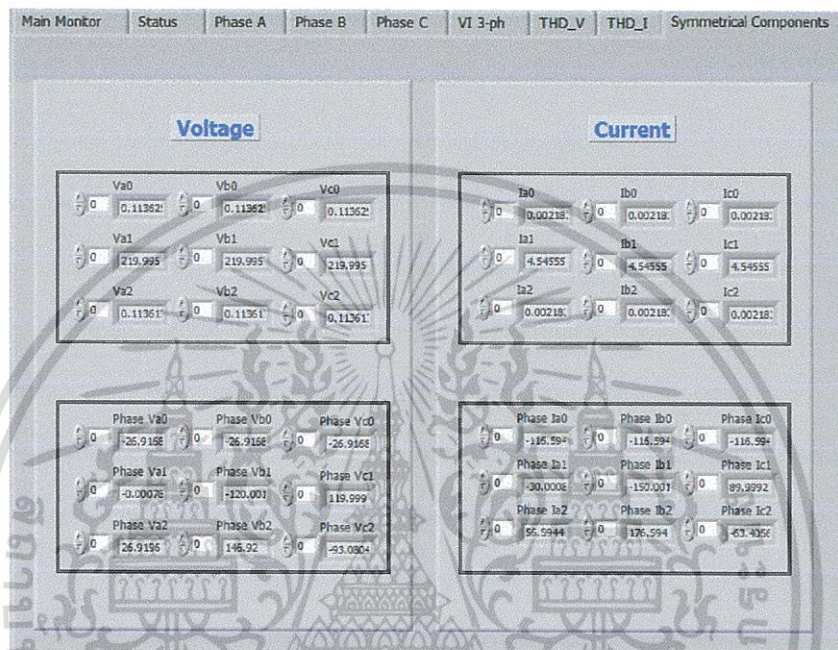 Main Monitor Status Phase A Phase B Phase C VI 3-ph THD_V THD_I Symmetrical Components
Voltage
Va0 Vb0 Vc0
0 0.11362 0 0.11362 0 0.11362
Va1 Vb1 Vc1
0 219.995 0 219.995 0 219.995
Va2 Vb2 Vc2
0 0.11361 0 0.11361 0 0.11361
Phase Va0 Phase Vb0 Phase Vc0
0 -26.9168 0 -26.9168 0 -26.9168
Phase Va1 Phase Vb1 Phase Vc1
0 -0.00078 0 -120.001 0 119.999
Phase Va2 Phase Vb2 Phase Vc2
0 26.9196 0 146.92 0 -93.0804
Current
Ia0 Ib0 Ic0
0 0.00218 0 0.00218 0 0.00218
Ia1 Ib1 Ic1
0 4.54555 0 4.54555 0 4.54555
Ia2 Ib2 Ic2
0 0.00218 0 0.00218 0 0.00218
Phase Ia0 Phase Ib0 Phase Ic0
0 -116.594 0 -116.594 0 -116.594
Phase Ia1 Phase Ib1 Phase Ic1
0 -30.0008 0 -150.001 0 89.9992
Phase Ia2 Phase Ib2 Phase Ic2
0 56.5944 0 176.594 0 -63.4056